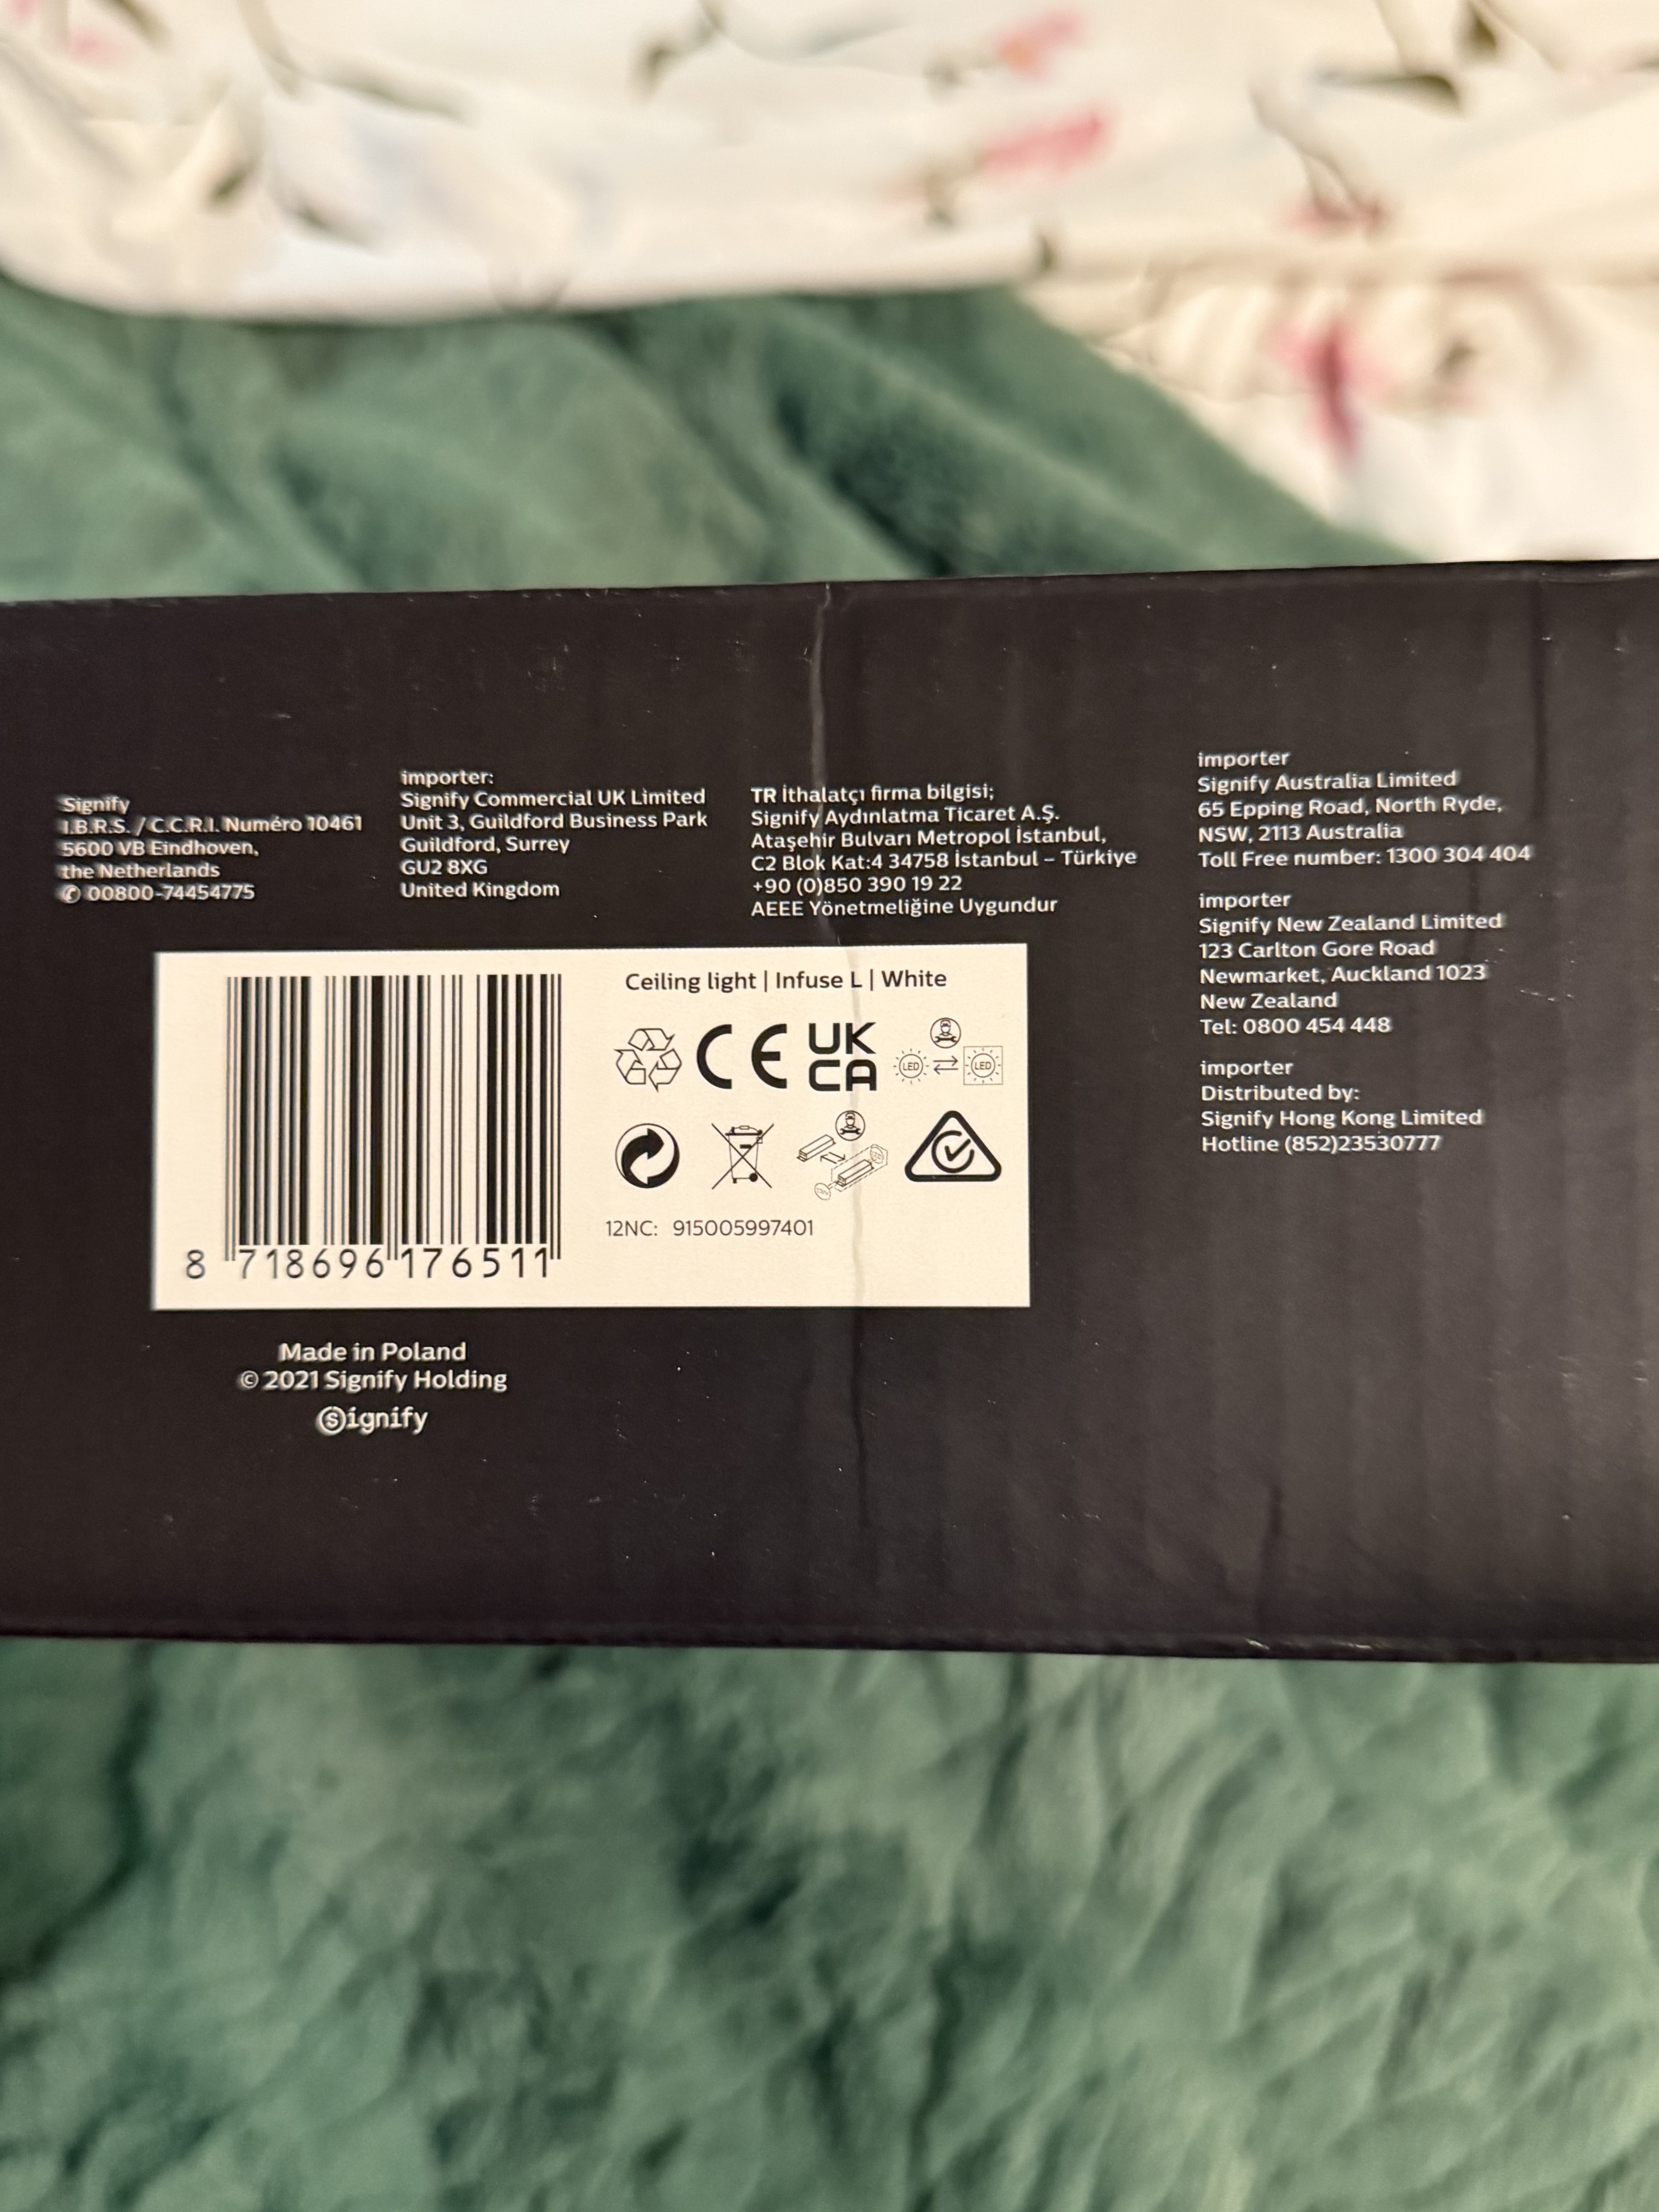 Signify
I.B.R.S. / C.C.R.I. Numéro 10461
5600 VB Eindhoven,
the Netherlands
✆ 00800-74454775
importer:
Signify Commercial UK Limited
Unit 3, Guildford Business Park
Guildford, Surrey
GU2 8XG
United Kingdom
TR İthalatçı firma bilgisi;
Signify Aydınlatma Ticaret A.Ş.
Ataşehir Bulvarı Metropol İstanbul,
C2 Blok Kat:4 34758 İstanbul – Türkiye
+90 (0)850 390 19 22
AEEE Yönetmeliğine Uygundur
importer
Signify Australia Limited
65 Epping Road, North Ryde,
NSW, 2113 Australia
Toll Free number: 1300 304 404
importer
Signify New Zealand Limited
123 Carlton Gore Road
Newmarket, Auckland 1023
New Zealand
Tel: 0800 454 448
importer
Distributed by:
Signify Hong Kong Limited
Hotline (852)23530777
Ceiling light | Infuse L | White
CE
UK
CA
LED
LED
12NC: 915005997401
8 718696 176511
Made in Poland
© 2021 Signify Holding
Signify